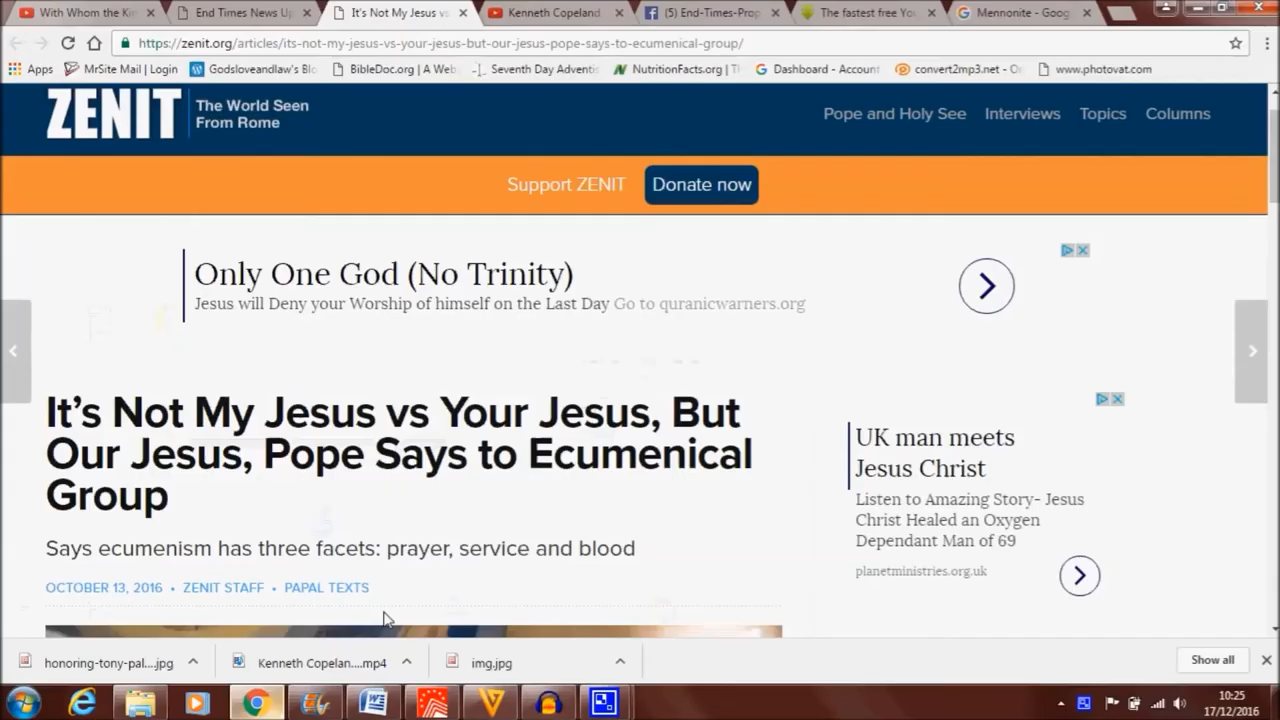 With Whom the Kin
End Times News Up
It's Not My Jesus vs
Kenneth Copeland
(5) End-Times-Prop
The fastest free Yo
Mennonite - Goog
https://zenit.org/articles/its-not-my-jesus-vs-your-jesus-but-our-jesus-pope-says-to-ecumenical-group/
Apps
MrSite Mail | Login
Godsloveandlaw's Blo
BibleDoc.org | A Web
Seventh Day Adventis
NutritionFacts.org | Th
Dashboard - Account
convert2mp3.net - On
www.photovat.com
ZENIT
The World Seen
From Rome
Pope and Holy See
Interviews
Topics
Columns
Support ZENIT
Donate now
Only One God (No Trinity)
Jesus will Deny your Worship of himself on the Last Day Go to quranicwarners.org
It's Not My Jesus vs Your Jesus, But
Our Jesus, Pope Says to Ecumenical
Group
Says ecumenism has three facets: prayer, service and blood
OCTOBER 13, 2016 • ZENIT STAFF • PAPAL TEXTS
UK man meets
Jesus Christ
Listen to Amazing Story- Jesus
Christ Healed an Oxygen
Dependant Man of 69
planetministries.org.uk
honoring-tony-pal....jpg
Kenneth Copelan....mp4
img.jpg
Show all
10:25
17/12/2016